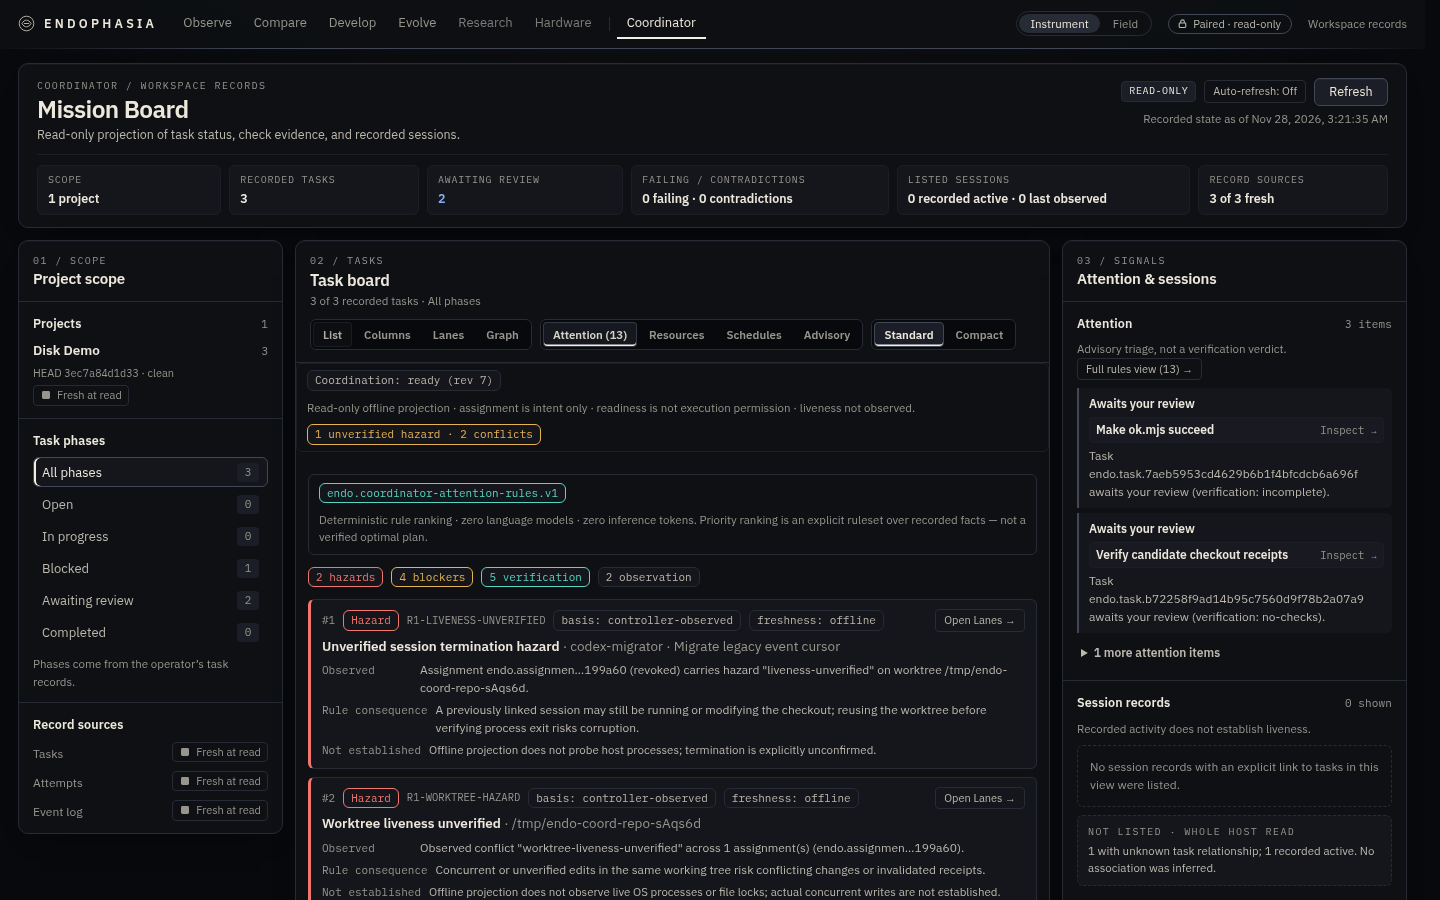 ENDOPHASIA
Observe
Compare
Develop
Evolve
Research
Hardware
Coordinator
Instrument
Field
Paired · read-only
Workspace records
COORDINATOR / WORKSPACE RECORDS
Mission Board
Read-only projection of task status, check evidence, and recorded sessions.
READ-ONLY
Auto-refresh: Off
Refresh
Recorded state as of Nov 28, 2026, 3:21:35 AM
SCOPE
1 project
RECORDED TASKS
3
AWAITING REVIEW
2
FAILING / CONTRADICTIONS
0 failing · 0 contradictions
LISTED SESSIONS
0 recorded active · 0 last observed
RECORD SOURCES
3 of 3 fresh
01 / SCOPE
Project scope
Projects 1
Disk Demo 3
HEAD 3ec7a84d1d33 · clean
Fresh at read
Task phases
All phases 3
Open 0
In progress 0
Blocked 1
Awaiting review 2
Completed 0
Phases come from the operator's task
records.
Record sources
Tasks Fresh at read
Attempts Fresh at read
Event log Fresh at read
02 / TASKS
Task board
3 of 3 recorded tasks · All phases
List Columns Lanes Graph Attention (13) Resources Schedules Advisory Standard Compact
Coordination: ready (rev 7)
Read-only offline projection · assignment is intent only · readiness is not execution permission · liveness not observed.
1 unverified hazard · 2 conflicts
endo.coordinator-attention-rules.v1
Deterministic rule ranking · zero language models · zero inference tokens. Priority ranking is an explicit ruleset over recorded facts — not a
verified optimal plan.
2 hazards 4 blockers 5 verification 2 observation
#1 Hazard R1-LIVENESS-UNVERIFIED basis: controller-observed freshness: offline Open Lanes →
Unverified session termination hazard · codex-migrator · Migrate legacy event cursor
Observed Assignment endo.assignmen…199a60 (revoked) carries hazard "liveness-unverified" on worktree /tmp/endo-
coord-repo-sAqs6d.
Rule consequence A previously linked session may still be running or modifying the checkout; reusing the worktree before
verifying process exit risks corruption.
Not established Offline projection does not probe host processes; termination is explicitly unconfirmed.
#2 Hazard R1-WORKTREE-HAZARD basis: controller-observed freshness: offline Open Lanes →
Worktree liveness unverified · /tmp/endo-coord-repo-sAqs6d
Observed Observed conflict "worktree-liveness-unverified" across 1 assignment(s) (endo.assignmen…199a60).
Rule consequence Concurrent or unverified edits in the same working tree risk conflicting changes or invalidated receipts.
Not established Offline projection does not observe live OS processes or file locks; actual concurrent writes are not established.
03 / SIGNALS
Attention & sessions
Attention 3 items
Advisory triage, not a verification verdict.
Full rules view (13) →
Awaits your review
Make ok.mjs succeed Inspect →
Task
endo.task.7aeb5953cd4629b6b1f4bfcdcb6a696f
awaits your review (verification: incomplete).
Awaits your review
Verify candidate checkout receipts Inspect →
Task
endo.task.b72258f9ad14b95c7560d9f78b2a07a9
awaits your review (verification: no-checks).
1 more attention items
Session records 0 shown
Recorded activity does not establish liveness.
No session records with an explicit link to tasks in this
view were listed.
NOT LISTED · WHOLE HOST READ
1 with unknown task relationship; 1 recorded active. No
association was inferred.